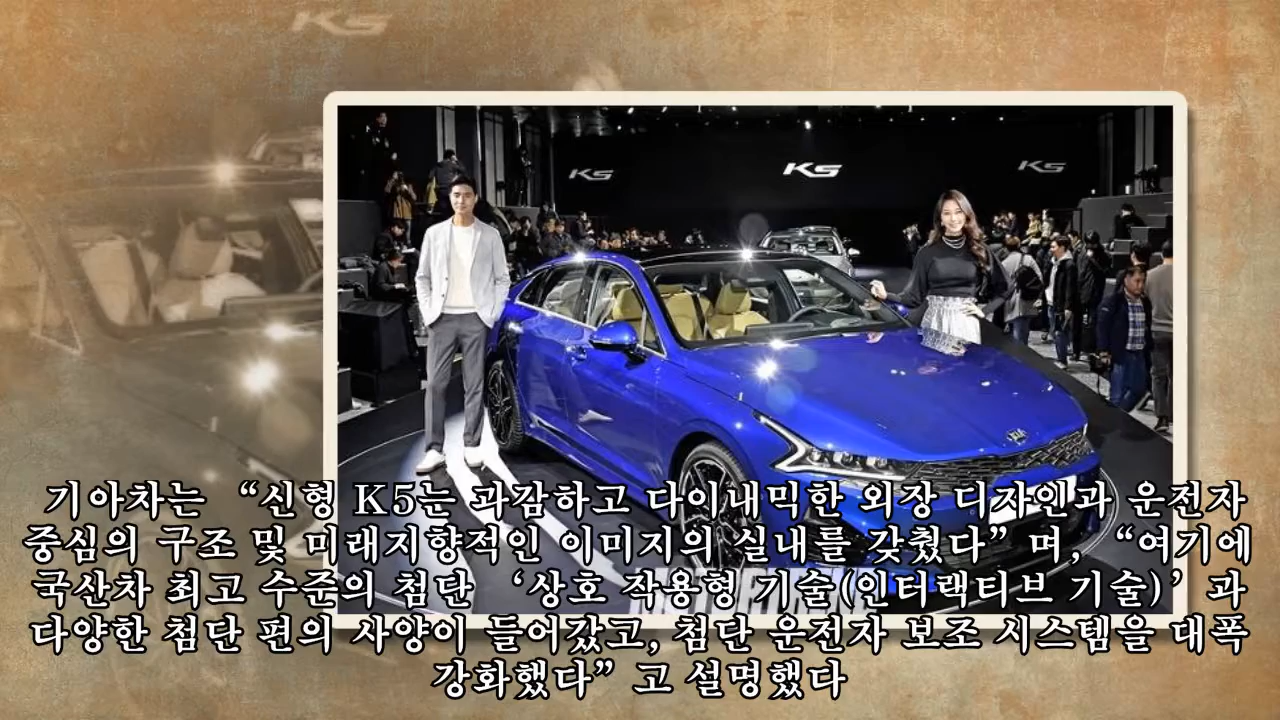 K5
K5
K5
K5
KIA
기아차는 “신형 K5는 과감하고 다이내믹한 외장 디자인과 운전자
중심의 구조 및 미래지향적인 이미지의 실내를 갖췄다” 며, “여기에
국산차 최고 수준의 첨단 ‘상호 작용형 기술(인터랙티브 기술)’ 과
다양한 첨단 편의 사양이 들어갔고, 첨단 운전자 보조 시스템을 대폭
강화했다” 고 설명했다